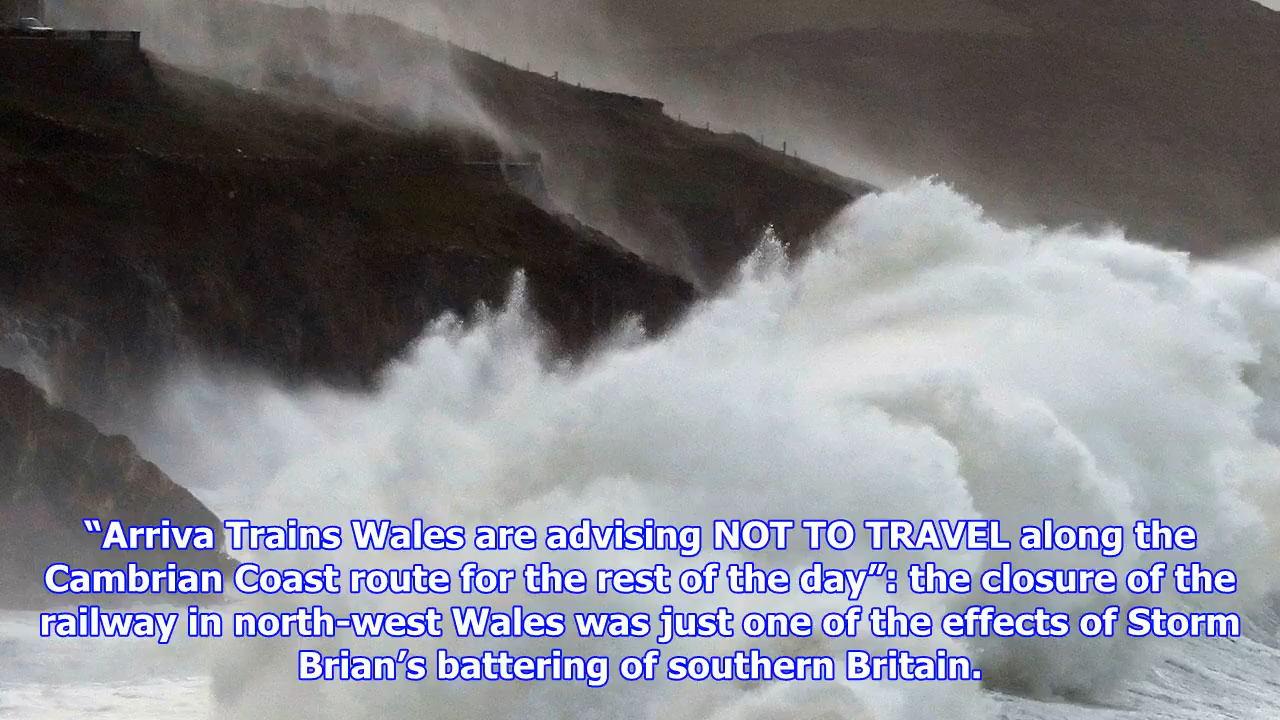 “Arriva Trains Wales are advising NOT TO TRAVEL along the
Cambrian Coast route for the rest of the day”: the closure of the
railway in north-west Wales was just one of the effects of Storm
Brian’s battering of southern Britain.